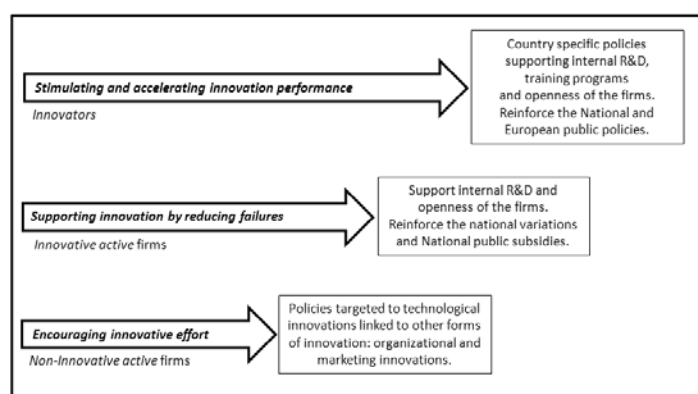 Stimulating and accelerating innovation performance
Innovators
Country specific policies
supporting internal R&D,
training programs
and openness of the firms.
Reinforce the National and
European public policies.
Supporting innovation by reducing failures
Innovative active firms
Support internal R&D and
openness of the firms.
Reinforce the national variations
and National public subsidies.
Encouraging innovative effort
Non-Innovative active firms
Policies targeted to technological
innovations linked to other forms
of innovation: organizational and
marketing innovations.